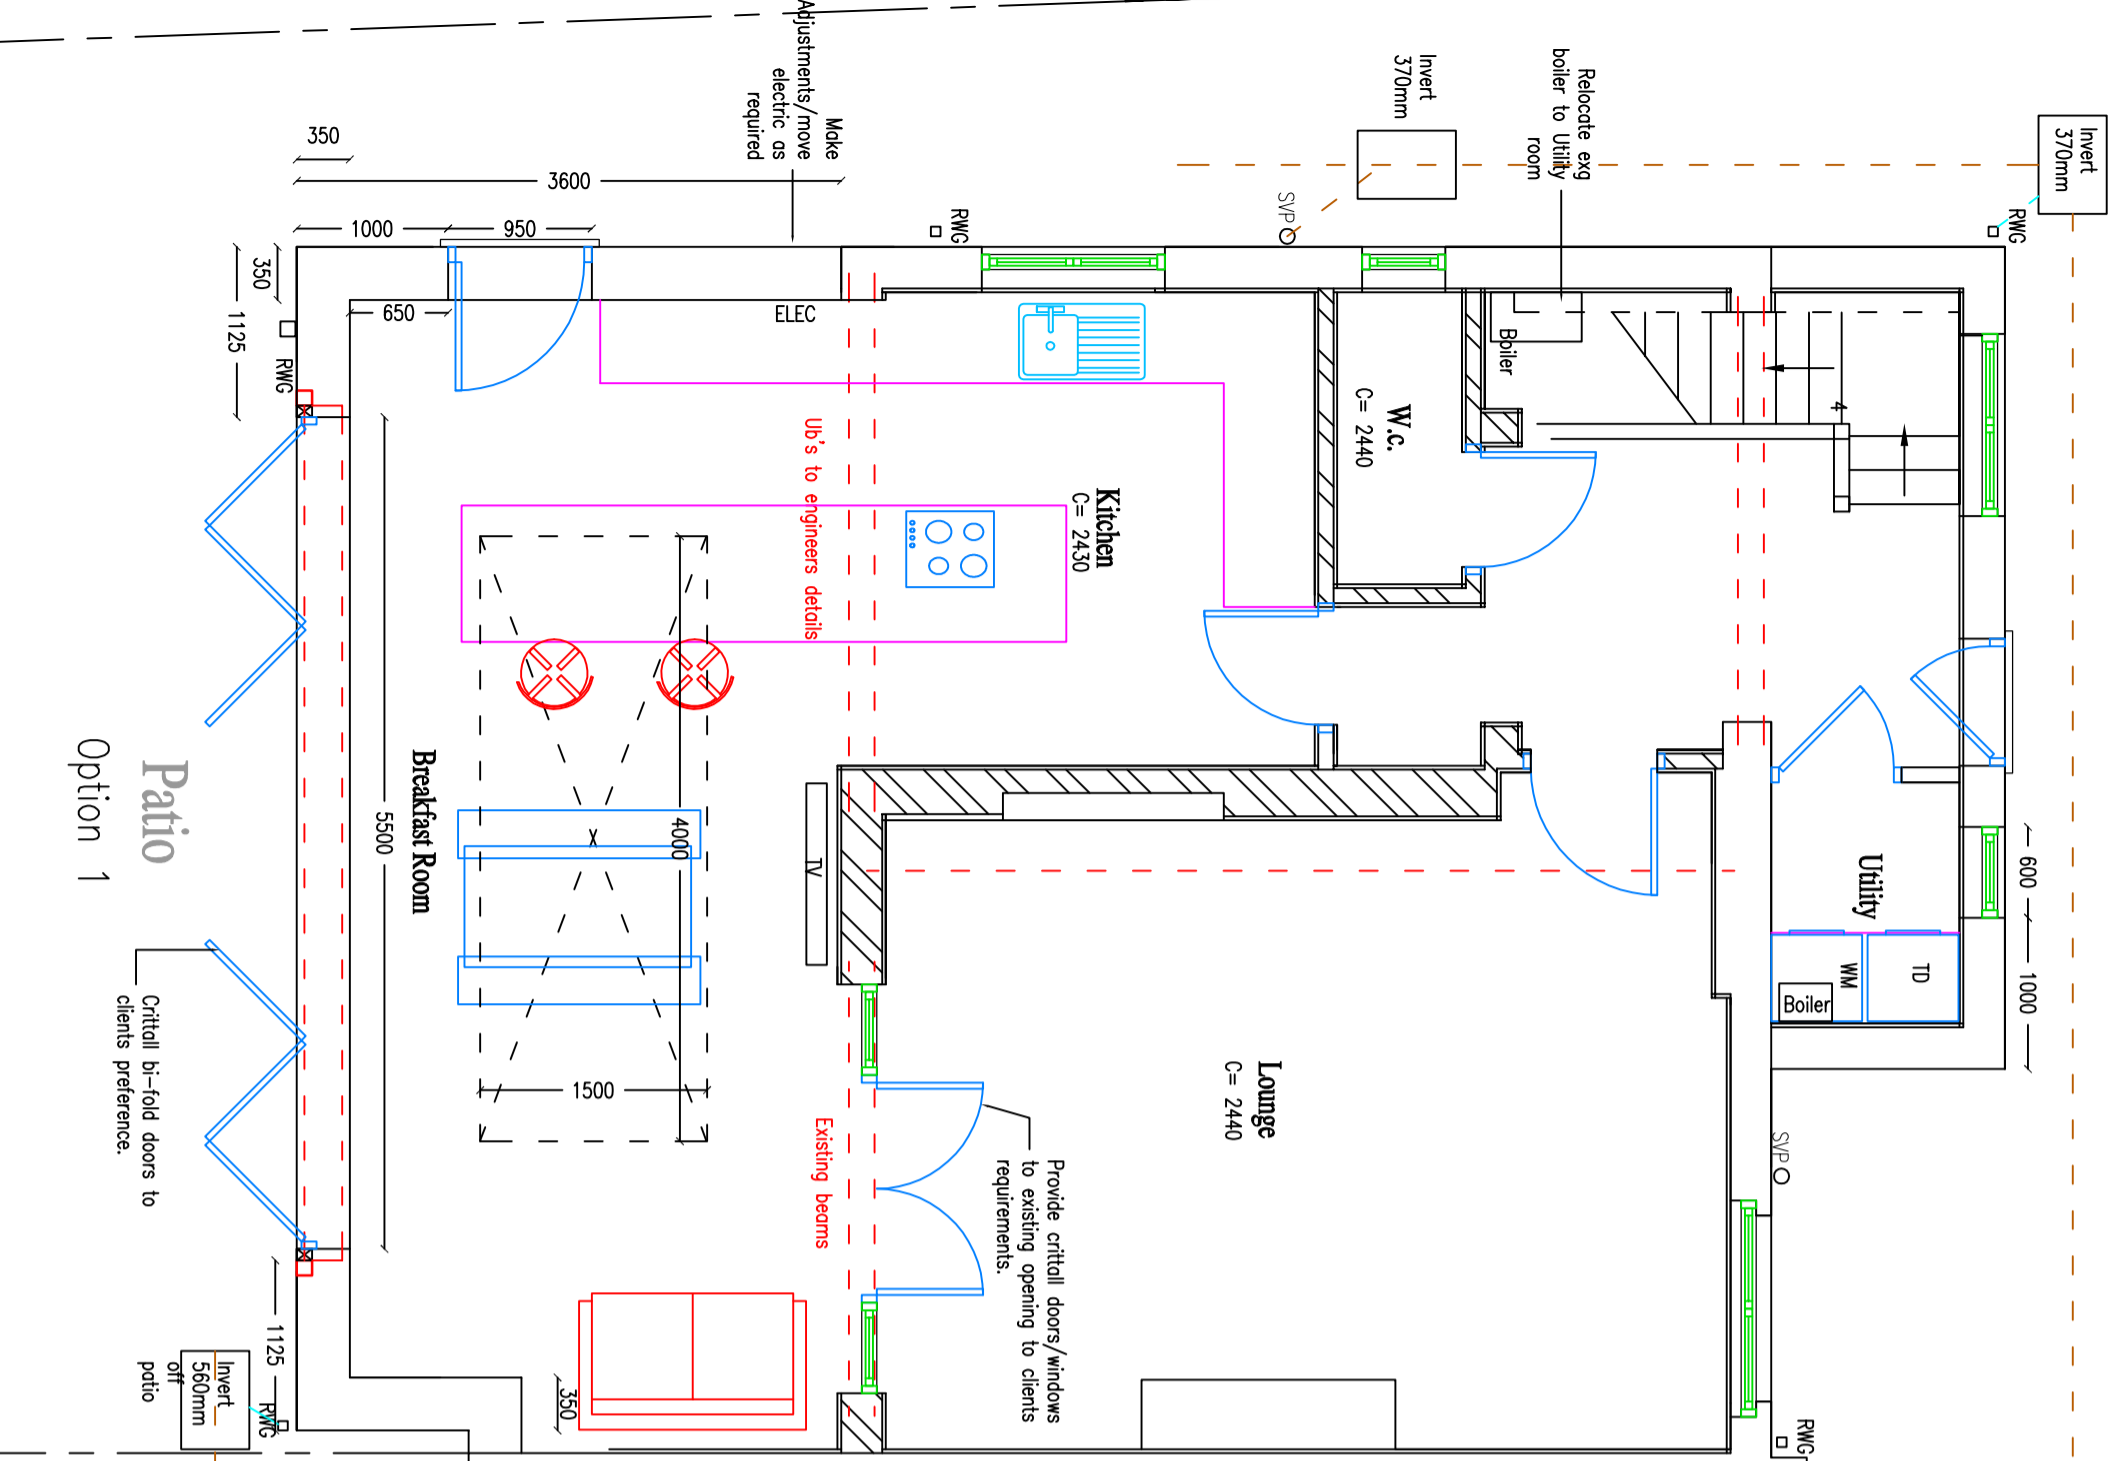 Make
Adjustments/move
electric as
required
Invert
370mm
Relocate exg
boiler to Utility
room
Invert
370mm
RWG
RWG
SVP
350
3600
1000
950
350
1125
650
RWG
ELEC
Boiler
4
W.c.
C= 2440
Kitchen
C= 2430
Ub's to engineers details
Breakfast Room
5500
4000
1500
TV
Patio
Option 1
Utility
TD
WM
Boiler
600
1000
Lounge
C= 2440
SVP
Existing beams
Provide crittall doors/windows
to existing opening to clients
requirements.
Crittall bi-fold doors to
clients preference.
1125
350
Invert
560mm
off
patio
RWG
RWG